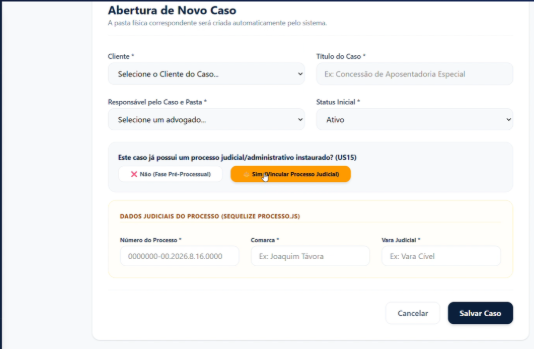 Abertura de Novo Caso
A pasta física correspondente será criada automaticamente pelo sistema.
Cliente * Título do Caso *
Selecione o Cliente do Caso... Ex: Concessão de Aposentadoria Especial
Responsável pelo Caso e Pasta * Status Inicial *
Selecione um advogado... Ativo
Este caso já possui um processo judicial/administrativo instaurado? (US15)
❌ Não (Fase Pré-Processual) Sim (Vincular Processo Judicial)
DADOS JUDICIAIS DO PROCESSO (SEQUELIZE PROCESSO.JS)
Número do Processo * Comarca * Vara Judicial *
0000000-00.2026.8.16.0000 Ex: Joaquim Távora Ex: Vara Cível
Cancelar Salvar Caso